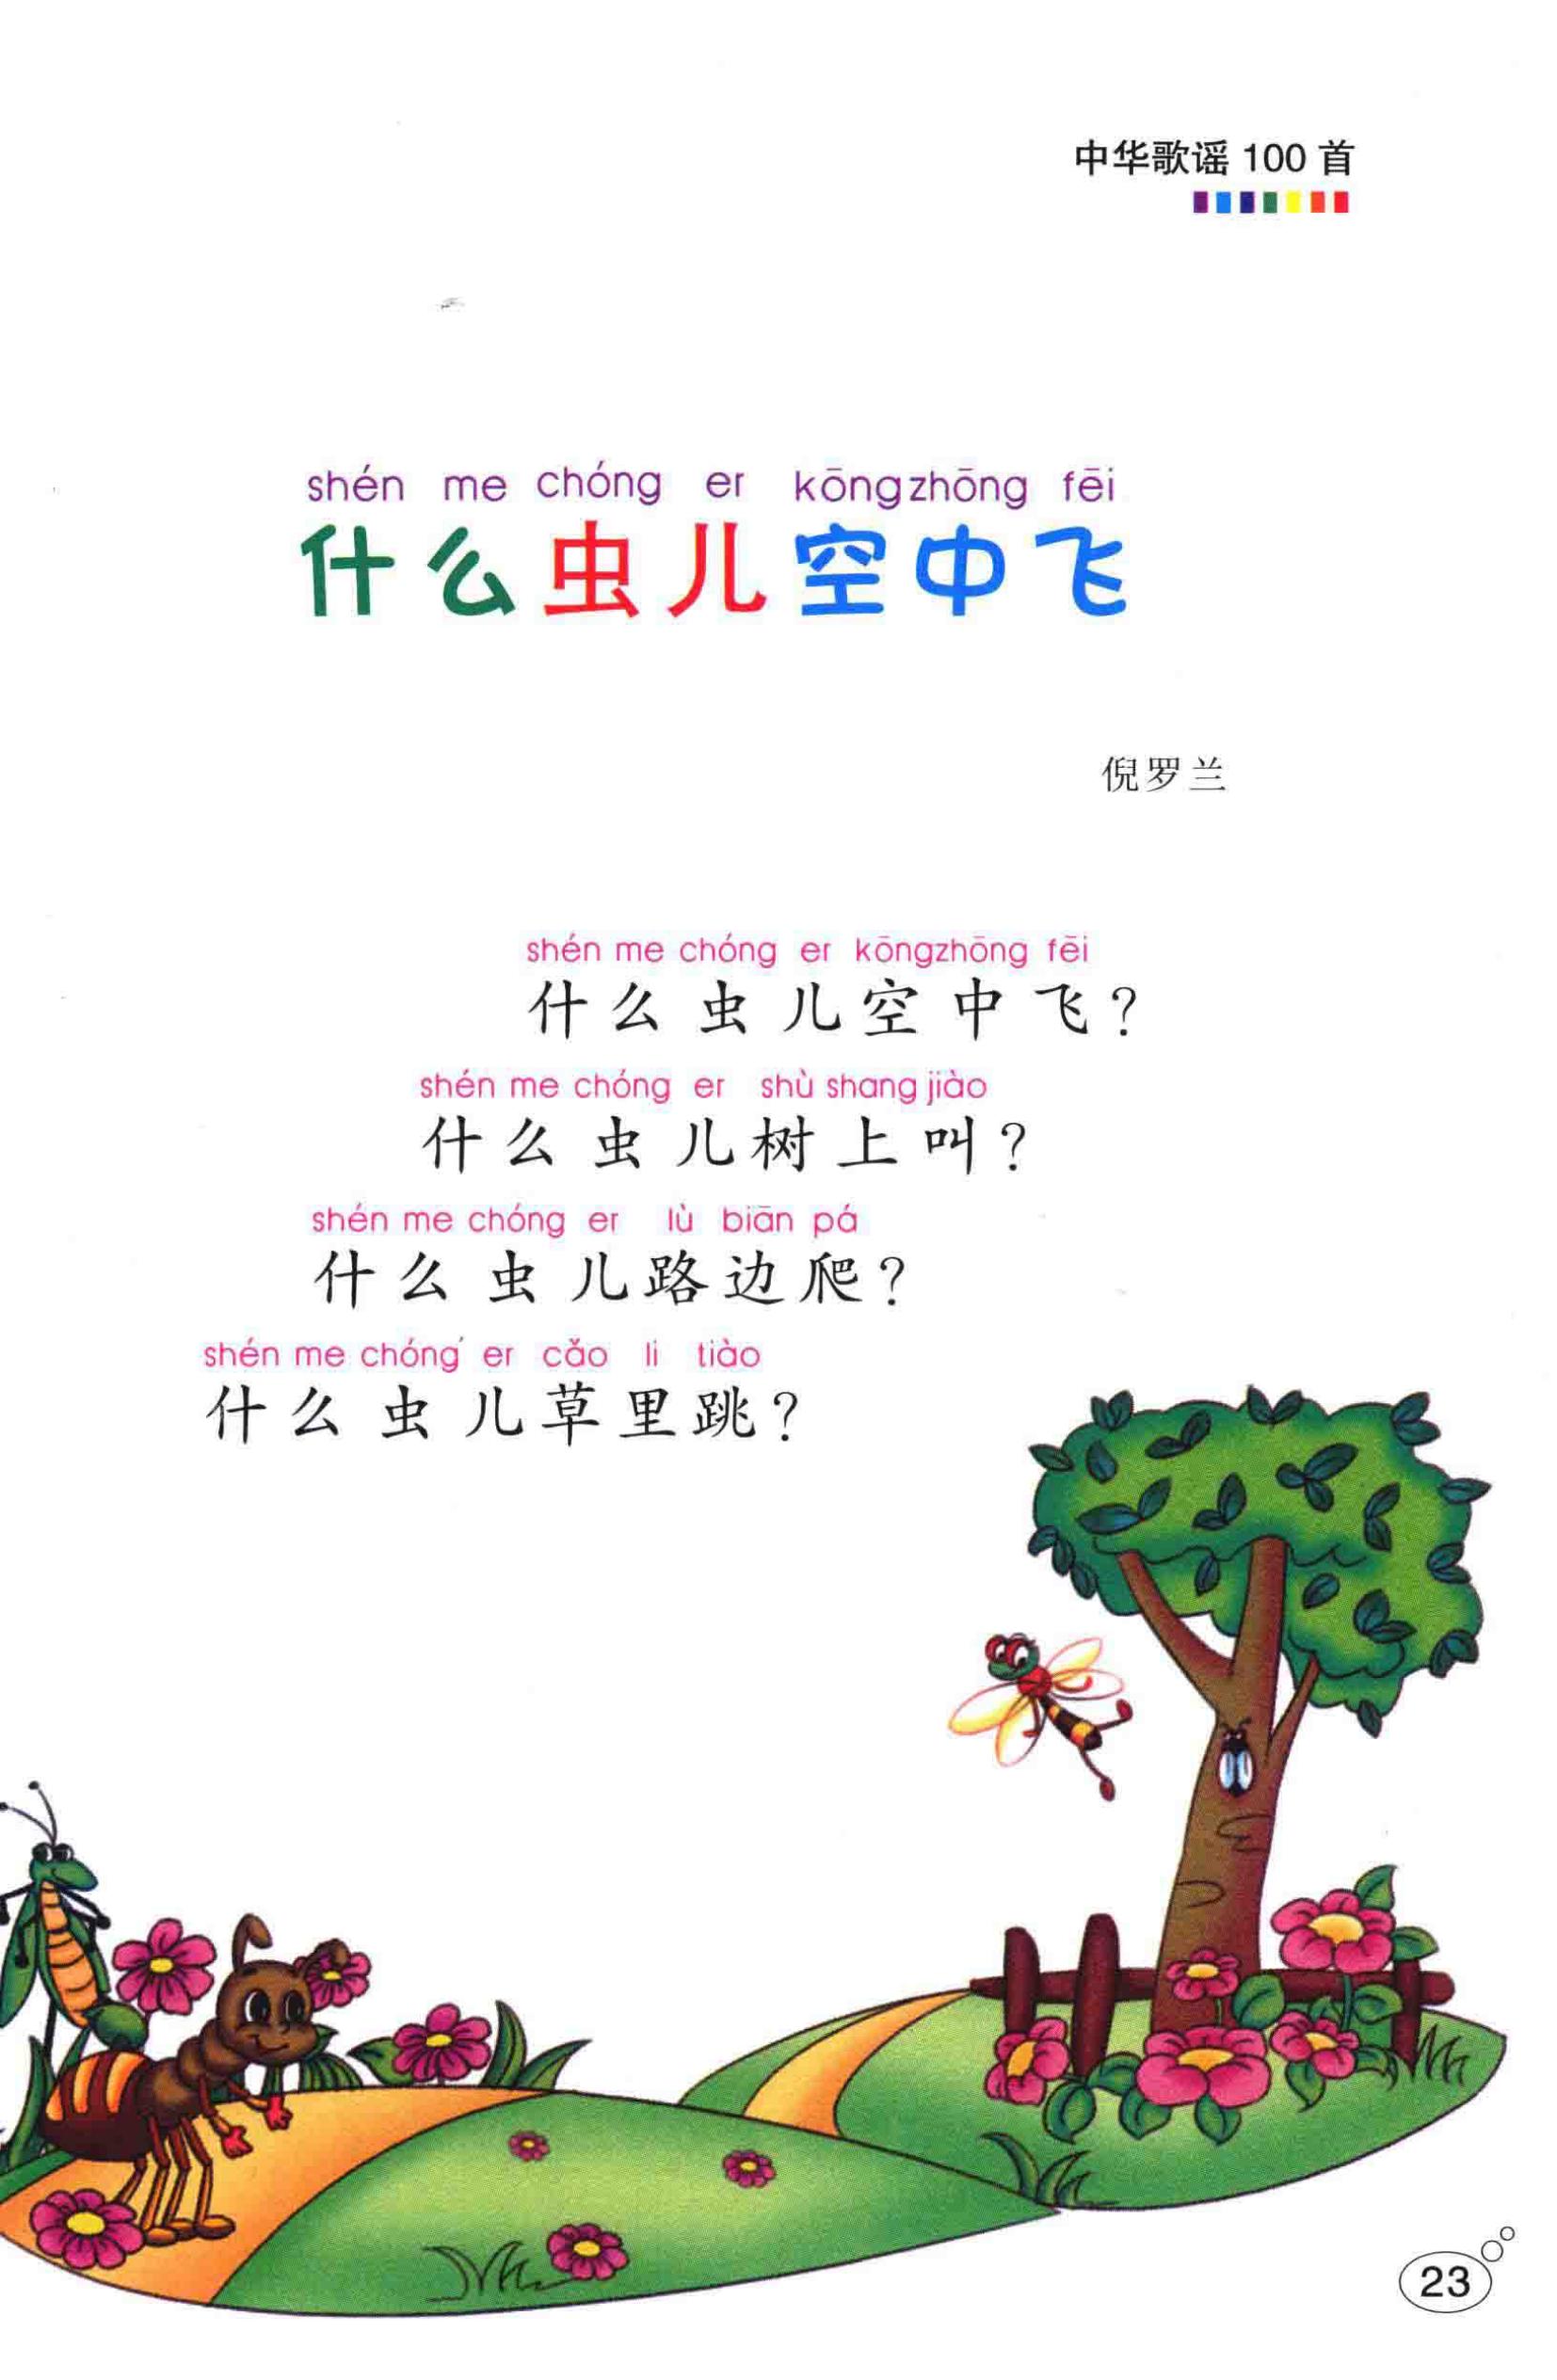 中华歌谣 100 首
shén me chóng er kōngzhōng fēi
什么虫儿空中飞
倪罗兰
shén me chóng er kōngzhōng fēi
什么虫儿空中飞?
shén me chóng er shù shang jiào
什么虫儿树上叫?
shén me chóng er lù biān pá
什么虫儿路边爬?
shén me chóng er cǎo li tiào
什么虫儿草里跳?
23